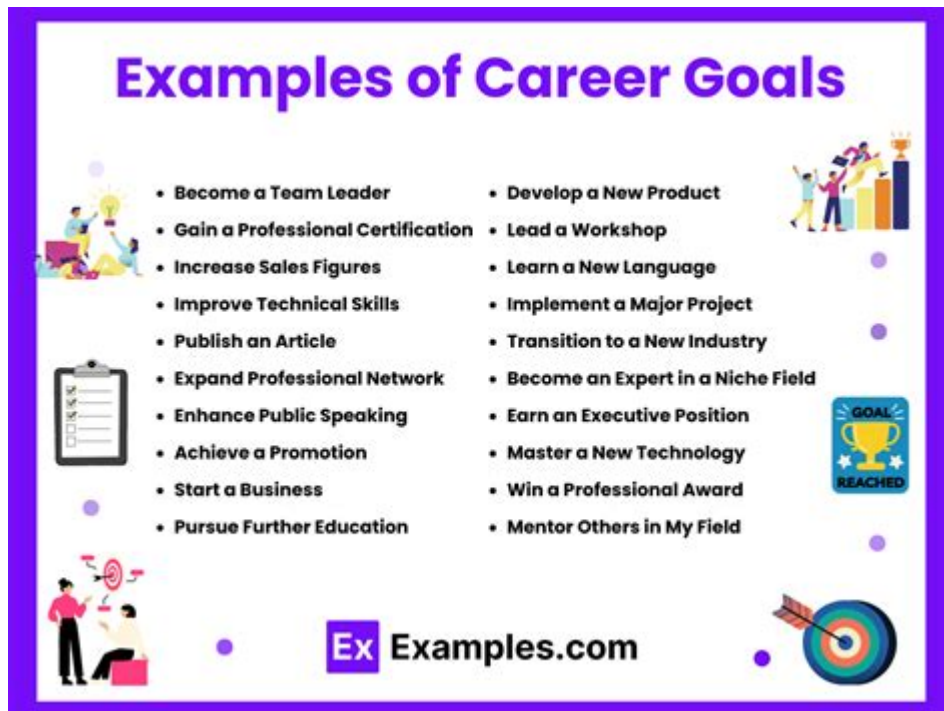 Examples of Career Goals
• Become a Team Leader
• Gain a Professional Certification
• Increase Sales Figures
• Improve Technical Skills
• Publish an Article
• Expand Professional Network
• Enhance Public Speaking
• Achieve a Promotion
• Start a Business
• Pursue Further Education
• Develop a New Product
• Lead a Workshop
• Learn a New Language
• Implement a Major Project
• Transition to a New Industry
• Become an Expert in a Niche Field
• Earn an Executive Position
• Master a New Technology
• Win a Professional Award
• Mentor Others in My Field
GOAL
REACHED
Ex Examples.com